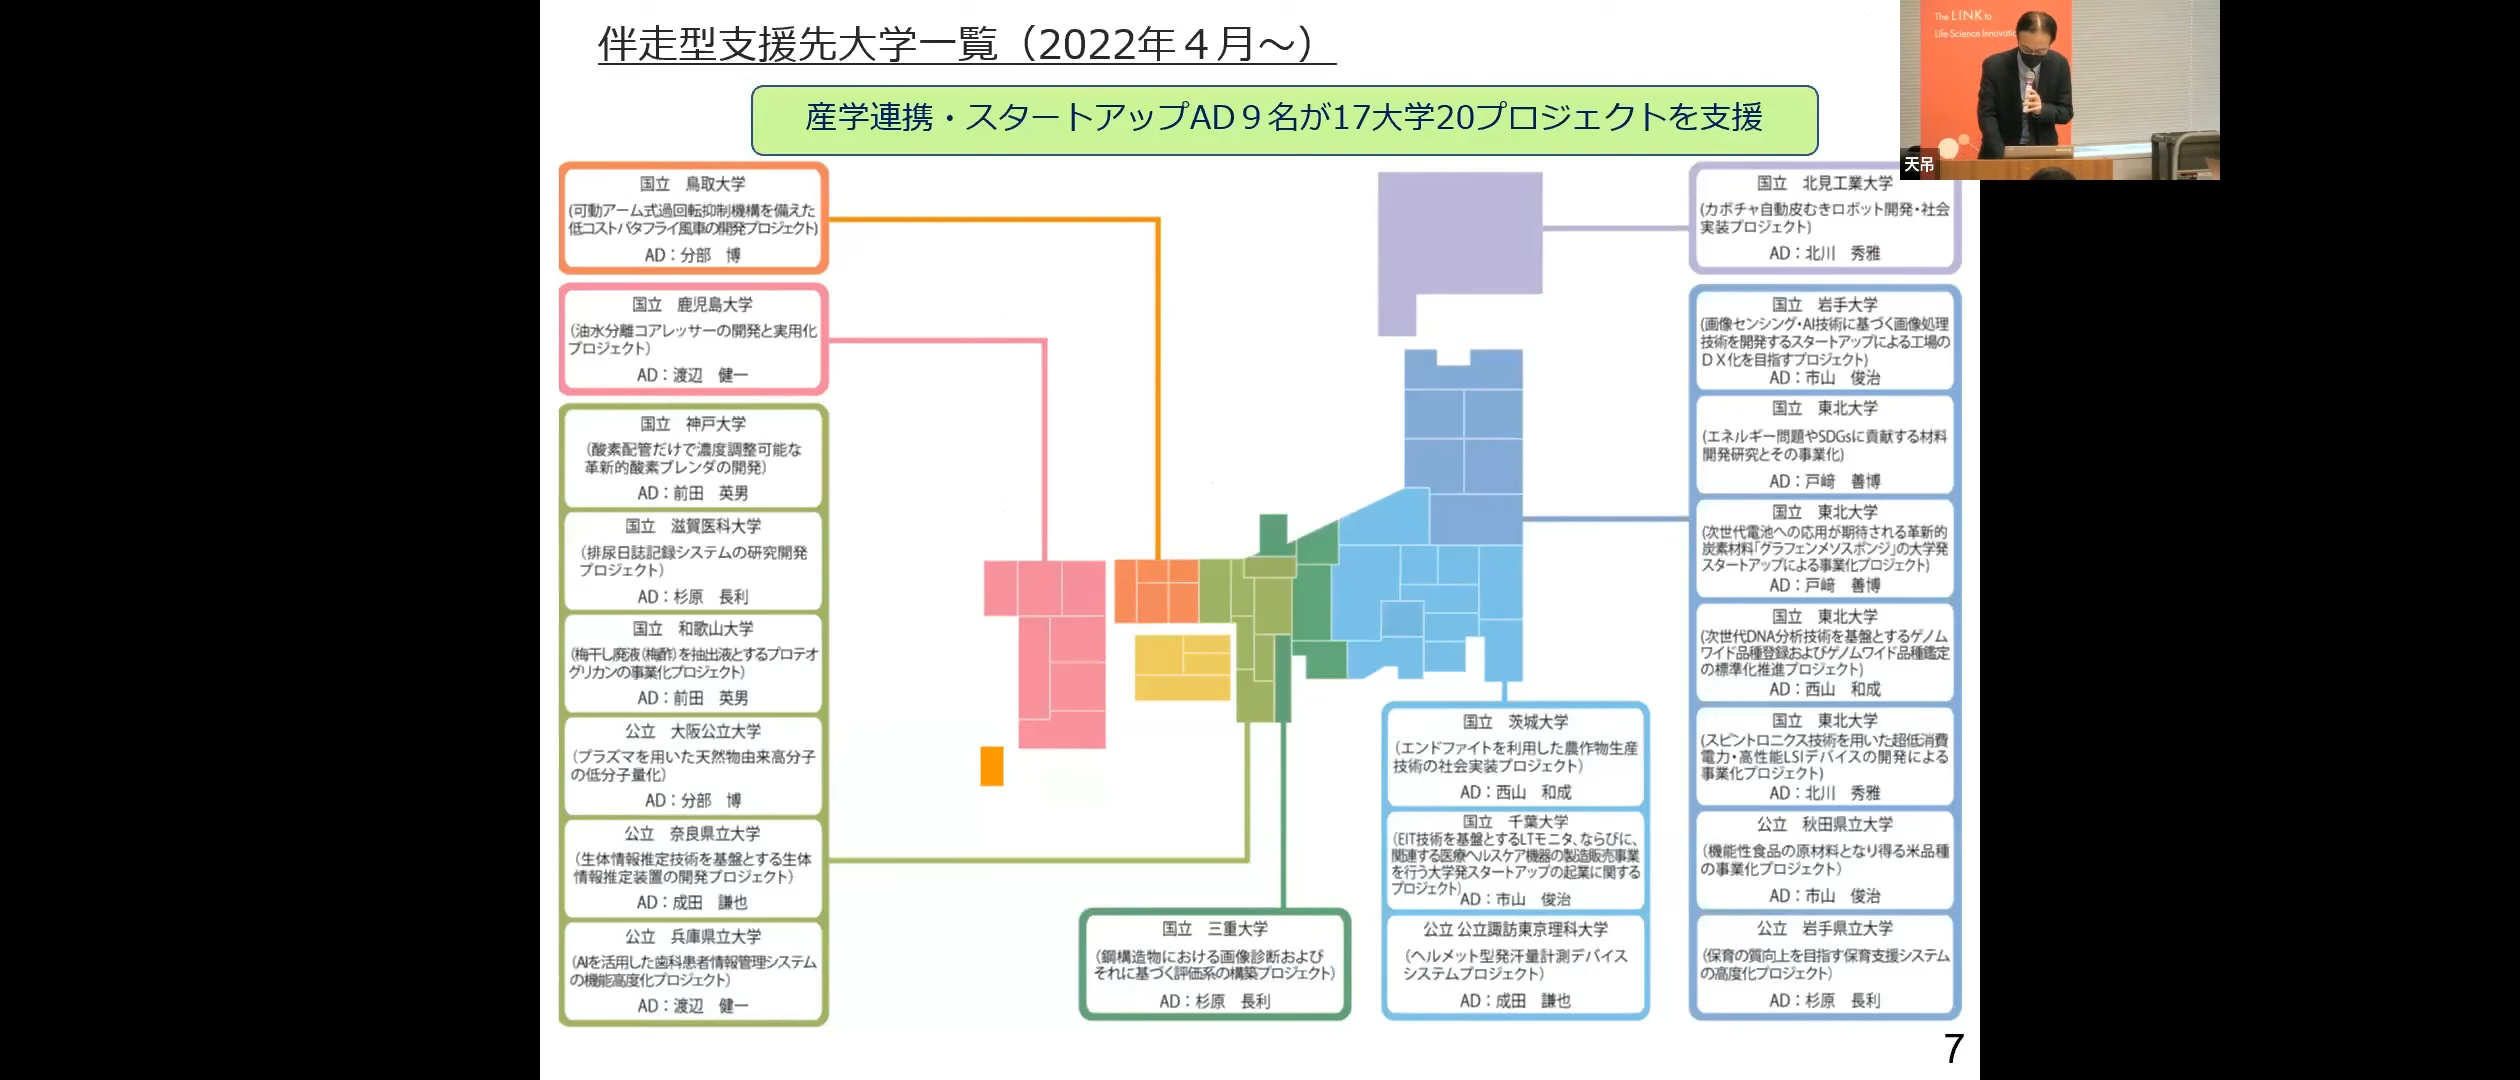 伴走型支援先大学一覧（2022年４月～）
産学連携・スタートアップAD９名が17大学20プロジェクトを支援
The LINK to
Life Science Innovatio
天吊
国立　鳥取大学
(可動アーム式過回転抑制機構を備えた
低コストバタフライ風車の開発プロジェクト)
AD：分部　博
国立　鹿児島大学
(油水分離コアレッサーの開発と実用化
プロジェクト)
AD：渡辺　健一
国立　神戸大学
(酸素配管だけで濃度調整可能な
革新的酸素ブレンダの開発)
AD：前田　英男
国立　滋賀医科大学
(排尿日誌記録システムの研究開発
プロジェクト)
AD：杉原　長利
国立　和歌山大学
(梅干し廃液（梅酢）を抽出液とするプロテオ
グリカンの事業化プロジェクト)
AD：前田　英男
公立　大阪公立大学
(プラズマを用いた天然物由来高分子
の低分子量化)
AD：分部　博
公立　奈良県立大学
(生体情報推定技術を基盤とする生体
情報推定装置の開発プロジェクト)
AD：成田　謙也
公立　兵庫県立大学
(AIを活用した歯科患者情報管理システム
の機能高度化プロジェクト)
AD：渡辺　健一
国立　三重大学
(鋼構造物における画像診断および
それに基づく評価系の構築プロジェクト)
AD：杉原　長利
国立　茨城大学
(エンドファイトを利用した農作物生産
技術の社会実装プロジェクト)
AD：西山　和成
国立　千葉大学
(EIT技術を基盤とするLTモニタ、ならびに、
関連する医療ヘルスケア機器の製造販売事業
を行う大学発スタートアップの起業に関する
プロジェクト)
AD：市山　俊治
公立 公立諏訪東京理科大学
(ヘルメット型発汗量計測デバイス
システムプロジェクト)
AD：成田　謙也
国立　北見工業大学
(カボチャ自動皮むきロボット開発・社会
実装プロジェクト)
AD：北川　秀雅
国立　岩手大学
(画像センシング・AI技術に基づく画像処理
技術を開発するスタートアップによる工場の
ＤＸ化を目指すプロジェクト)
AD：市山　俊治
国立　東北大学
(エネルギー問題やSDGsに貢献する材料
開発研究とその事業化)
AD：戸﨑　善博
国立　東北大学
(次世代電池への応用が期待される革新的
炭素材料「グラフェンメソスポンジ」の大学発
スタートアップによる事業化プロジェクト)
AD：戸﨑　善博
国立　東北大学
(次世代DNA分析技術を基盤とするゲノム
ワイド品種登録およびゲノムワイド品種鑑定
の標準化推進プロジェクト)
AD：西山　和成
国立　東北大学
(スピントロニクス技術を用いた超低消費
電力・高性能LSIデバイスの開発による
事業化プロジェクト)
AD：北川　秀雅
公立　秋田県立大学
(機能性食品の原材料となり得る米品種
の事業化プロジェクト)
AD：市山　俊治
公立　岩手県立大学
(保育の質向上を目指す保育支援システム
の高度化プロジェクト)
AD：杉原　長利
7